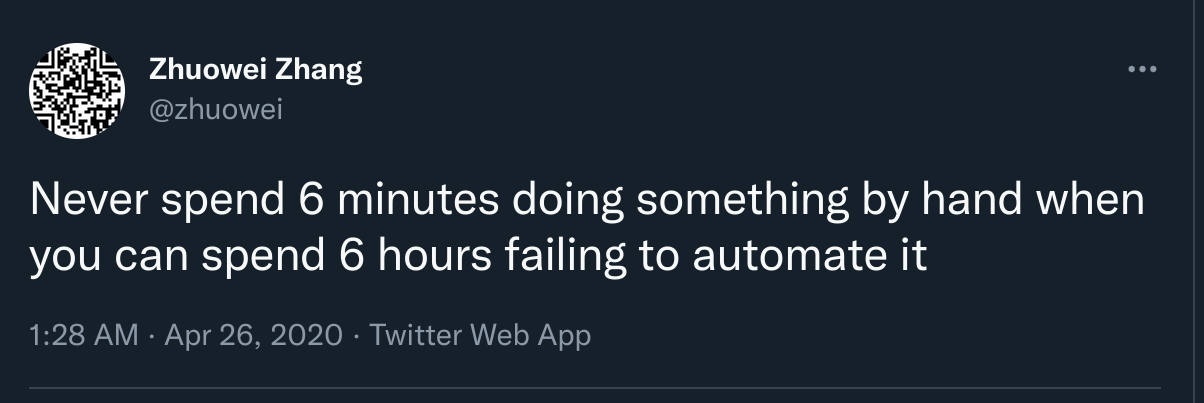 Zhuowei Zhang
@zhuowei
Never spend 6 minutes doing something by hand when
you can spend 6 hours failing to automate it
1:28 AM · Apr 26, 2020 · Twitter Web App